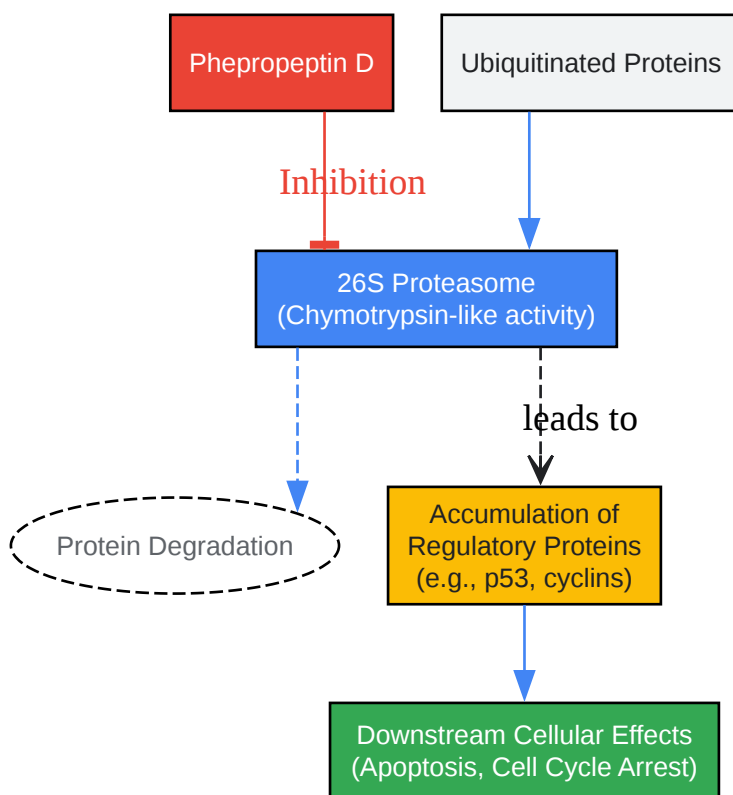 Phepropeptin D
Ubiquitinated Proteins
Inhibition
26S Proteasome
(Chymotrypsin-like activity)
leads to
Protein Degradation
Accumulation of
Regulatory Proteins
(e.g., p53, cyclins)
Downstream Cellular Effects
(Apoptosis, Cell Cycle Arrest)